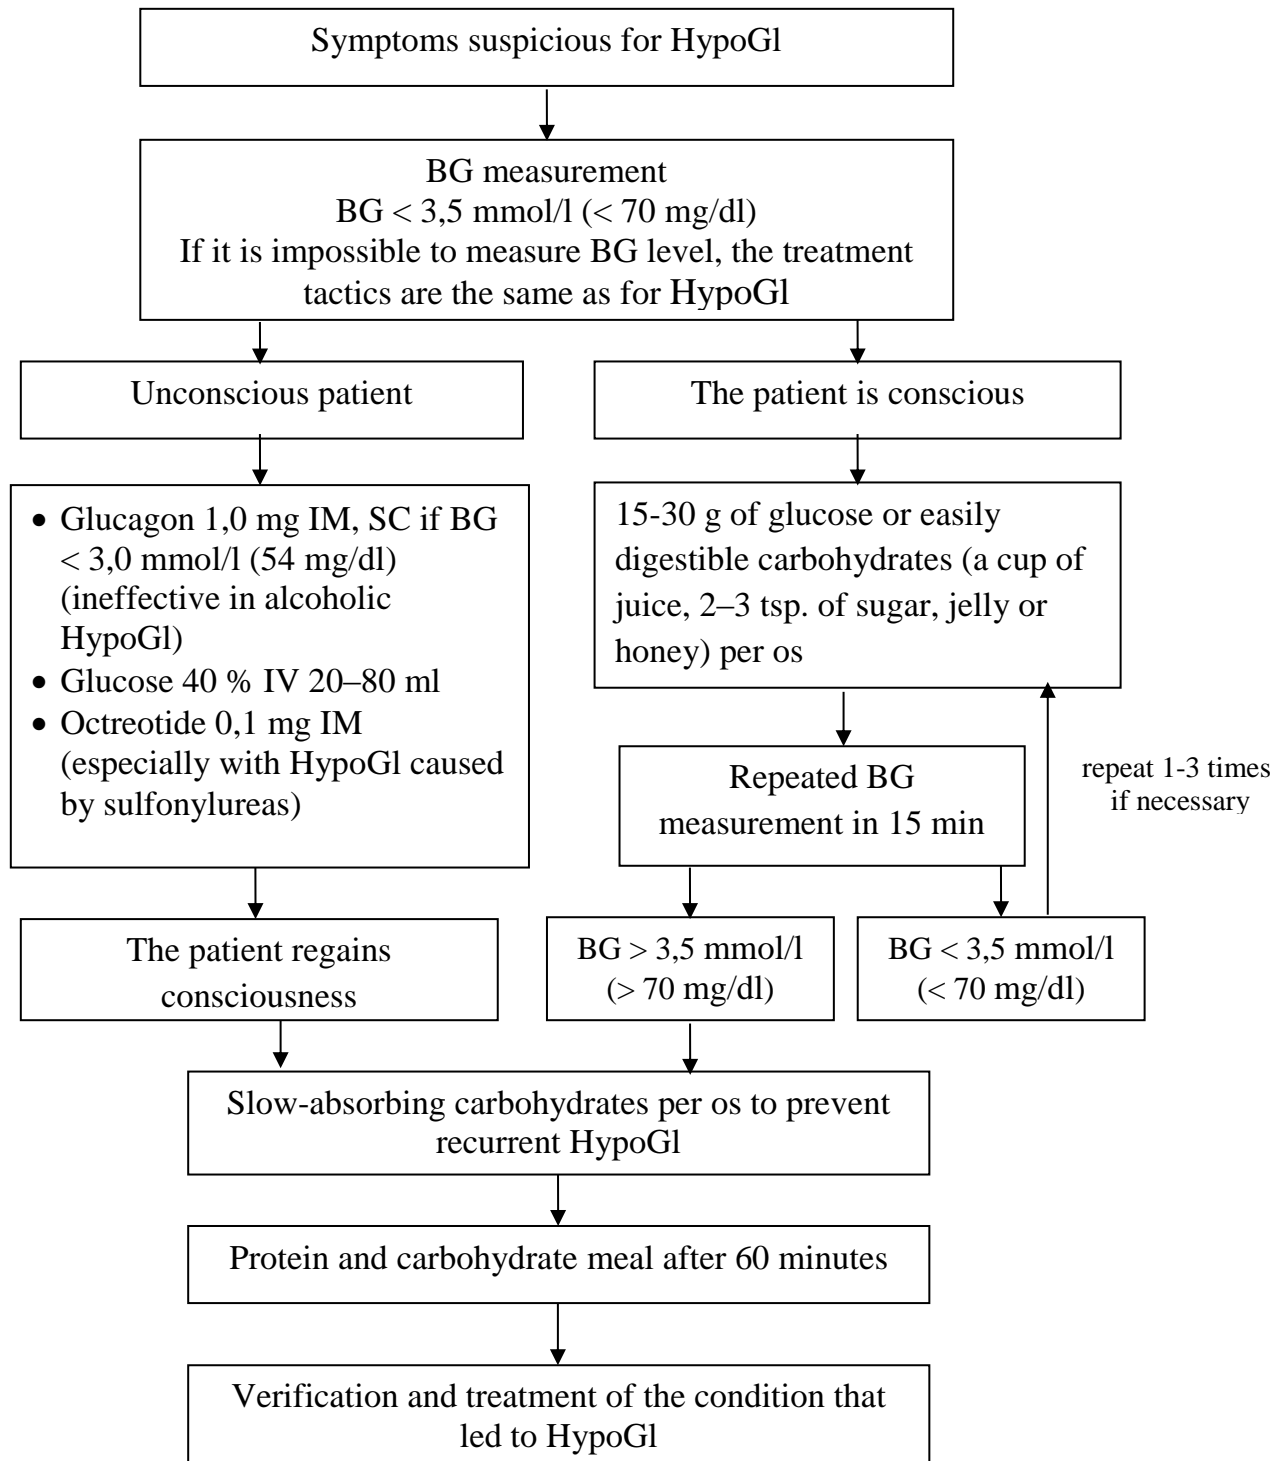 Symptoms suspicious for HypoGl
BG measurement
BG < 3,5 mmol/l (< 70 mg/dl)
If it is impossible to measure BG level, the treatment
tactics are the same as for HypoGl
Unconscious patient
The patient is conscious
• Glucagon 1,0 mg IM, SC if BG
< 3,0 mmol/l (54 mg/dl)
(ineffective in alcoholic
HypoGl)
• Glucose 40 % IV 20–80 ml
• Octreotide 0,1 mg IM
(especially with HypoGl caused
by sulfonylureas)
15-30 g of glucose or easily
digestible carbohydrates (a cup of
juice, 2–3 tsp. of sugar, jelly or
honey) per os
Repeated BG
measurement in 15 min
repeat 1-3 times
if necessary
The patient regains
consciousness
BG > 3,5 mmol/l
(> 70 mg/dl)
BG < 3,5 mmol/l
(< 70 mg/dl)
Slow-absorbing carbohydrates per os to prevent
recurrent HypoGl
Protein and carbohydrate meal after 60 minutes
Verification and treatment of the condition that
led to HypoGl